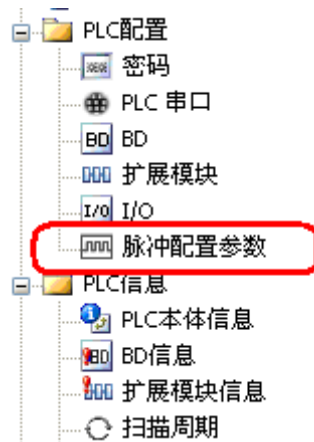 PLC配置
密码
PLC 串口
BD BD
扩展模块
I/O I/O
脉冲配置参数
PLC信息
PLC本体信息
BD BD信息
扩展模块信息
扫描周期